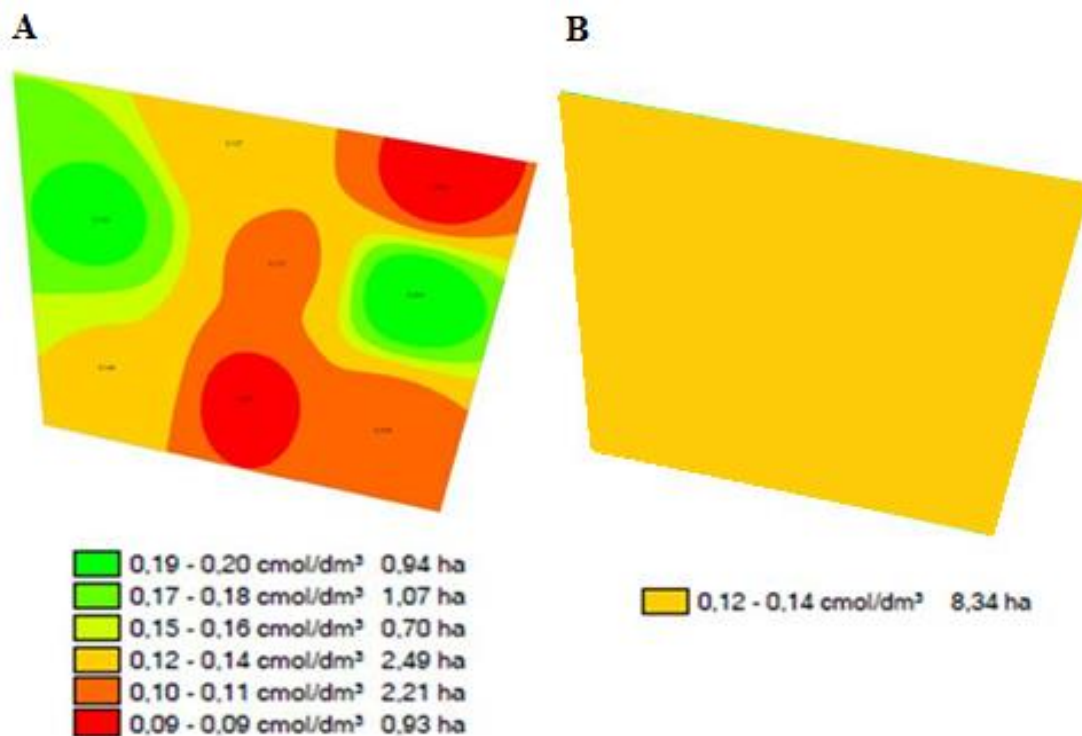 A
B
0,19 - 0,20 cmol/dm³ 0,94 ha
0,17 - 0,18 cmol/dm³ 1,07 ha
0,15 - 0,16 cmol/dm³ 0,70 ha
0,12 - 0,14 cmol/dm³ 2,49 ha
0,10 - 0,11 cmol/dm³ 2,21 ha
0,09 - 0,09 cmol/dm³ 0,93 ha
0,12 - 0,14 cmol/dm³ 8,34 ha